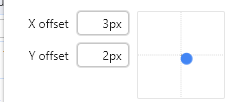 X offset 3px
Y offset 2px